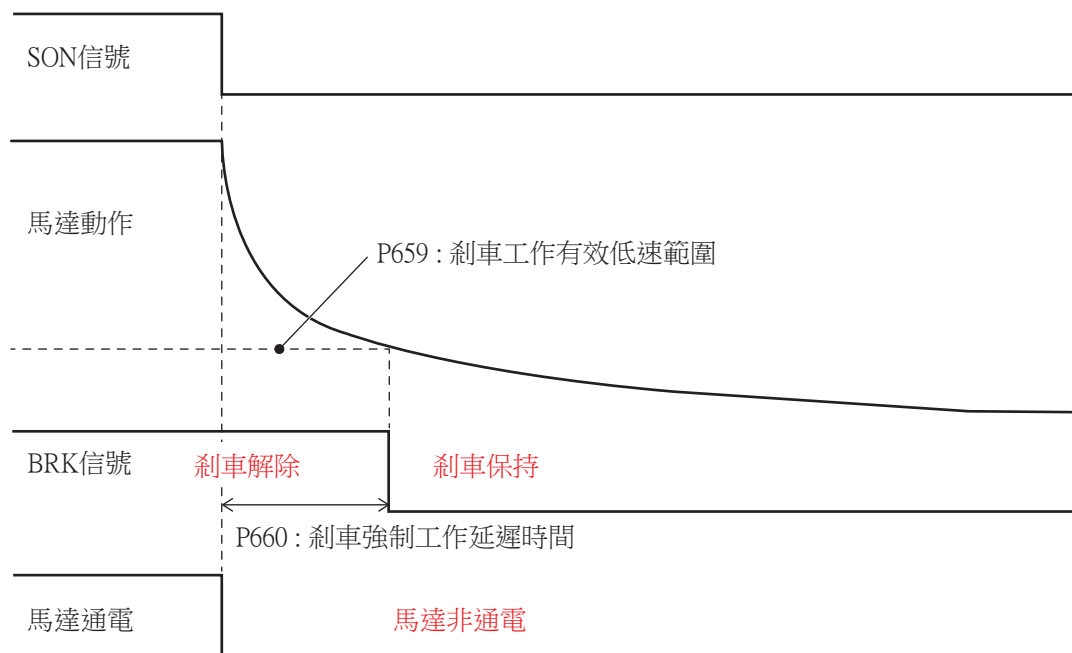 SON信號
馬達動作
P659 : 剎車工作有效低速範圍
BRK信號
剎車解除
剎車保持
P660 : 剎車強制工作延遲時間
馬達通電
馬達非通電